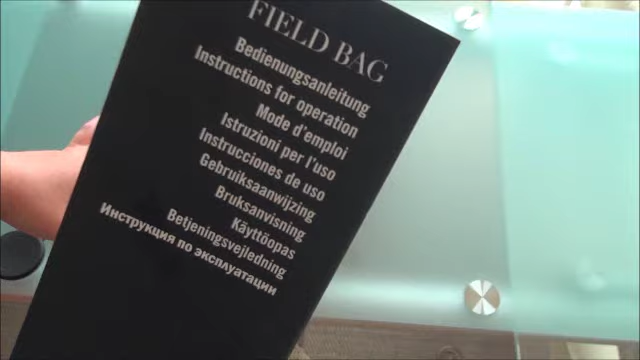 FIELD BAG
Bedienungsanleitung
Instructions for operation
Mode d'emploi
Istruzioni per l'uso
Instrucciones de uso
Gebruiksaanwijzing
Bruksanvisning
Käyttöopas
Betjeningsvejledning
Инструкция по эксплуатации